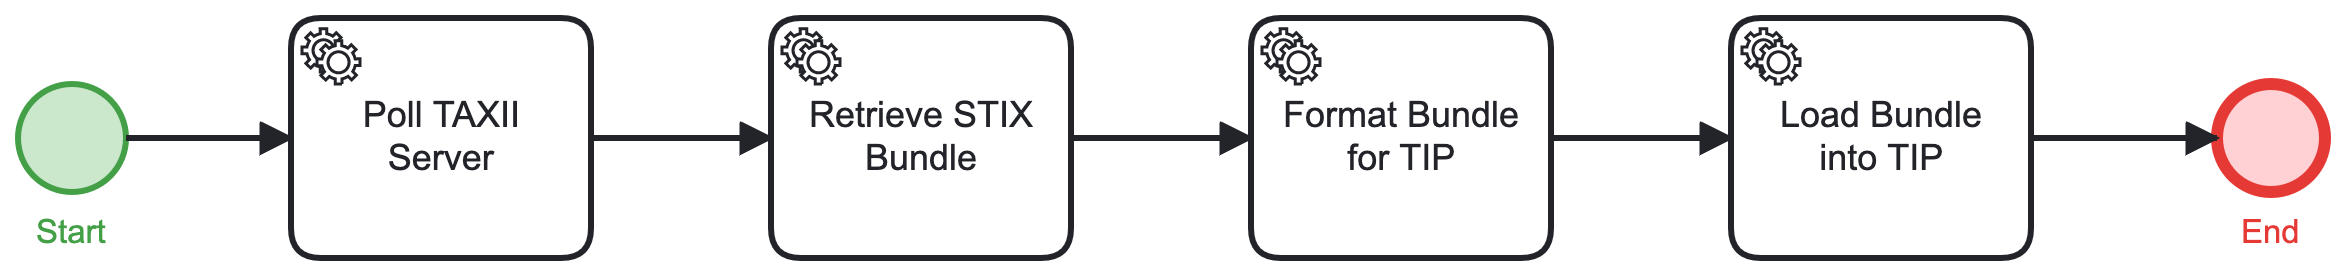 Poll TAXII
Server
Retrieve STIX
Bundle
Format Bundle
for TIP
Load Bundle
into TIP
Start
End